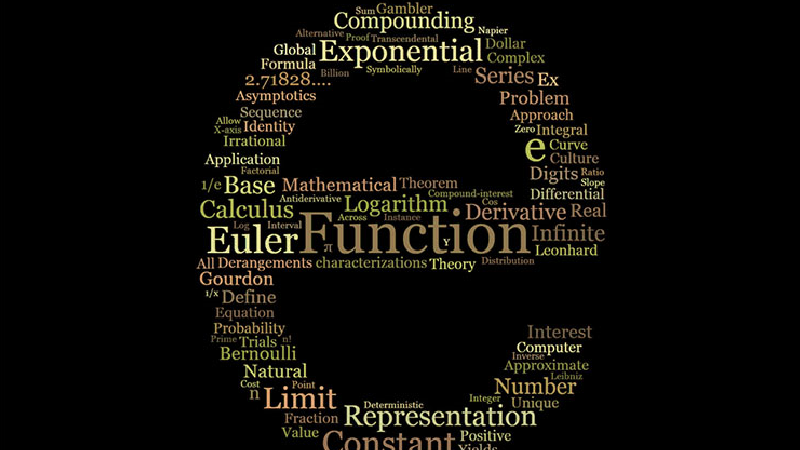 Sum Gambler
Compounding
Alternative Napier
Proof Transcendental
Global Exponential Dollar
Formula Complex
Billion Symbolically Line
2.71828.... Series Ex
Asymptotics Problem
Sequence Approach
Allow
X-axis Identity Zero Integral
Irrational e Curve
Application Culture
Factorial Digits Ratio
1/e Base Mathematical Theorem Slope
Antiderivative Compound-interest Differential
Calculus Logarithm Cos
Across Instance Derivative Real
Log Interval
Euler Function Infinite
π γ Leonhard
All Derangements characterizations Theory Distribution
Gourdon
1/x Define
Equation
Probability Interest
Prime Trials n! Computer
Bernoulli Inverse
Natural Approximate
Leibniz
Cost Point Number
n Limit Integer Unique
Deterministic
Fraction Representation
Value Constant Positive
Yields